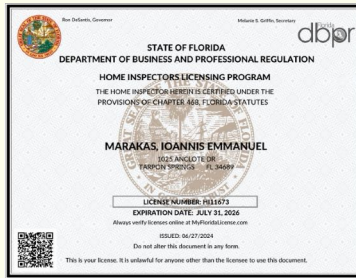 Ron DeSantis, Governor
Melanie S. Griffin, Secretary
Florida
dbpr
STATE OF FLORIDA
DEPARTMENT OF BUSINESS AND PROFESSIONAL REGULATION
HOME INSPECTORS LICENSING PROGRAM
THE HOME INSPECTOR HEREIN IS CERTIFIED UNDER THE
PROVISIONS OF CHAPTER 468, FLORIDA STATUTES
MARAKAS, IOANNIS EMMANUEL
1025 ANCLOTE DR
TARPON SPRINGS FL 34689
LICENSE NUMBER: HI11673
EXPIRATION DATE: JULY 31, 2026
Always verify licenses online at MyFloridaLicense.com
ISSUED: 06/27/2024
Do not alter this document in any form.
This is your license. It is unlawful for anyone other than the licensee to use this document.